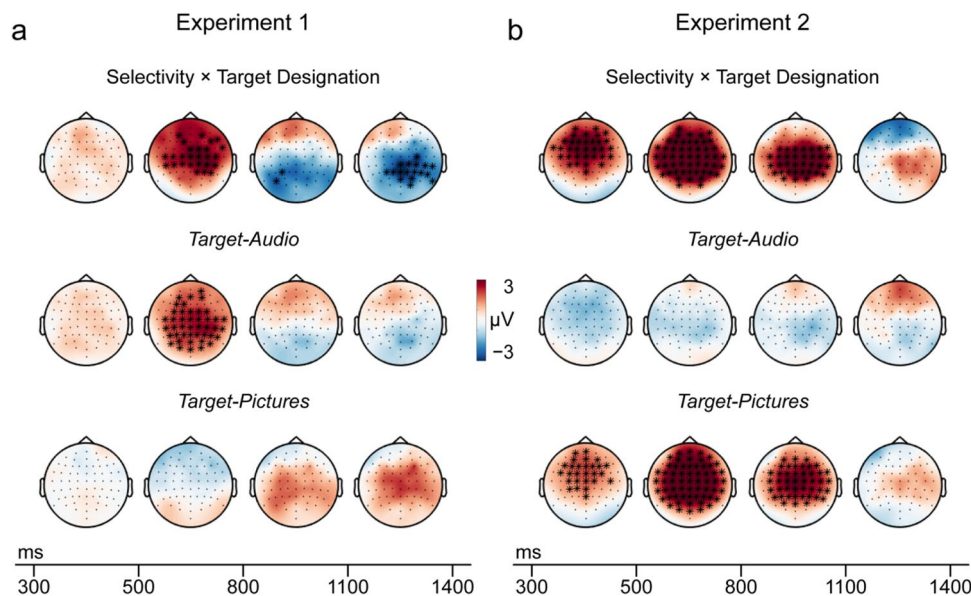 a
Experiment 1
Selectivity × Target Designation
Target-Audio
Target-Pictures
ms
300 500 800 1100 1400
3
μV
−3
b
Experiment 2
Selectivity × Target Designation
Target-Audio
Target-Pictures
ms
300 500 800 1100 1400